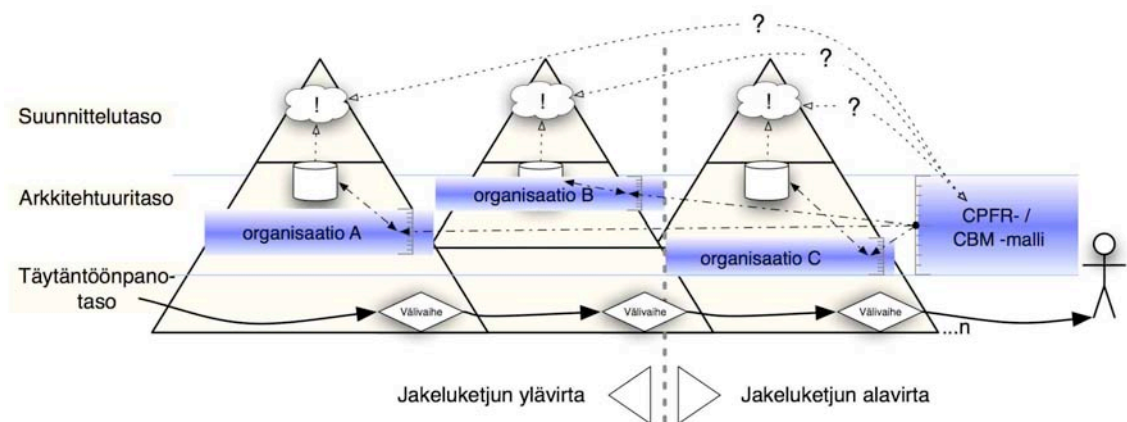 ?
?
?
!
!
!
Suunnittelutaso
Arkkitehtuuritaso
organisaatio B
organisaatio A
CPFR- /
CBM -malli
organisaatio C
Täytäntöönpano-
taso
Välivaihe
Välivaihe
Välivaihe
...n
Jakeluketjun ylävirta
Jakeluketjun alavirta